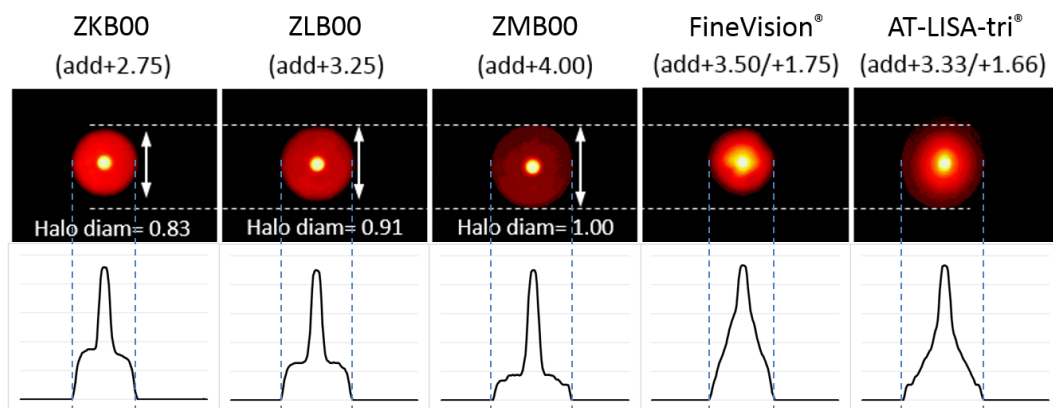 ZKB00
(add+2.75)
ZLB00
(add+3.25)
ZMB00
(add+4.00)
FineVision®
(add+3.50/+1.75)
AT-LISA-tri®
(add+3.33/+1.66)
Halo diam= 0.83
Halo diam= 0.91
Halo diam= 1.00